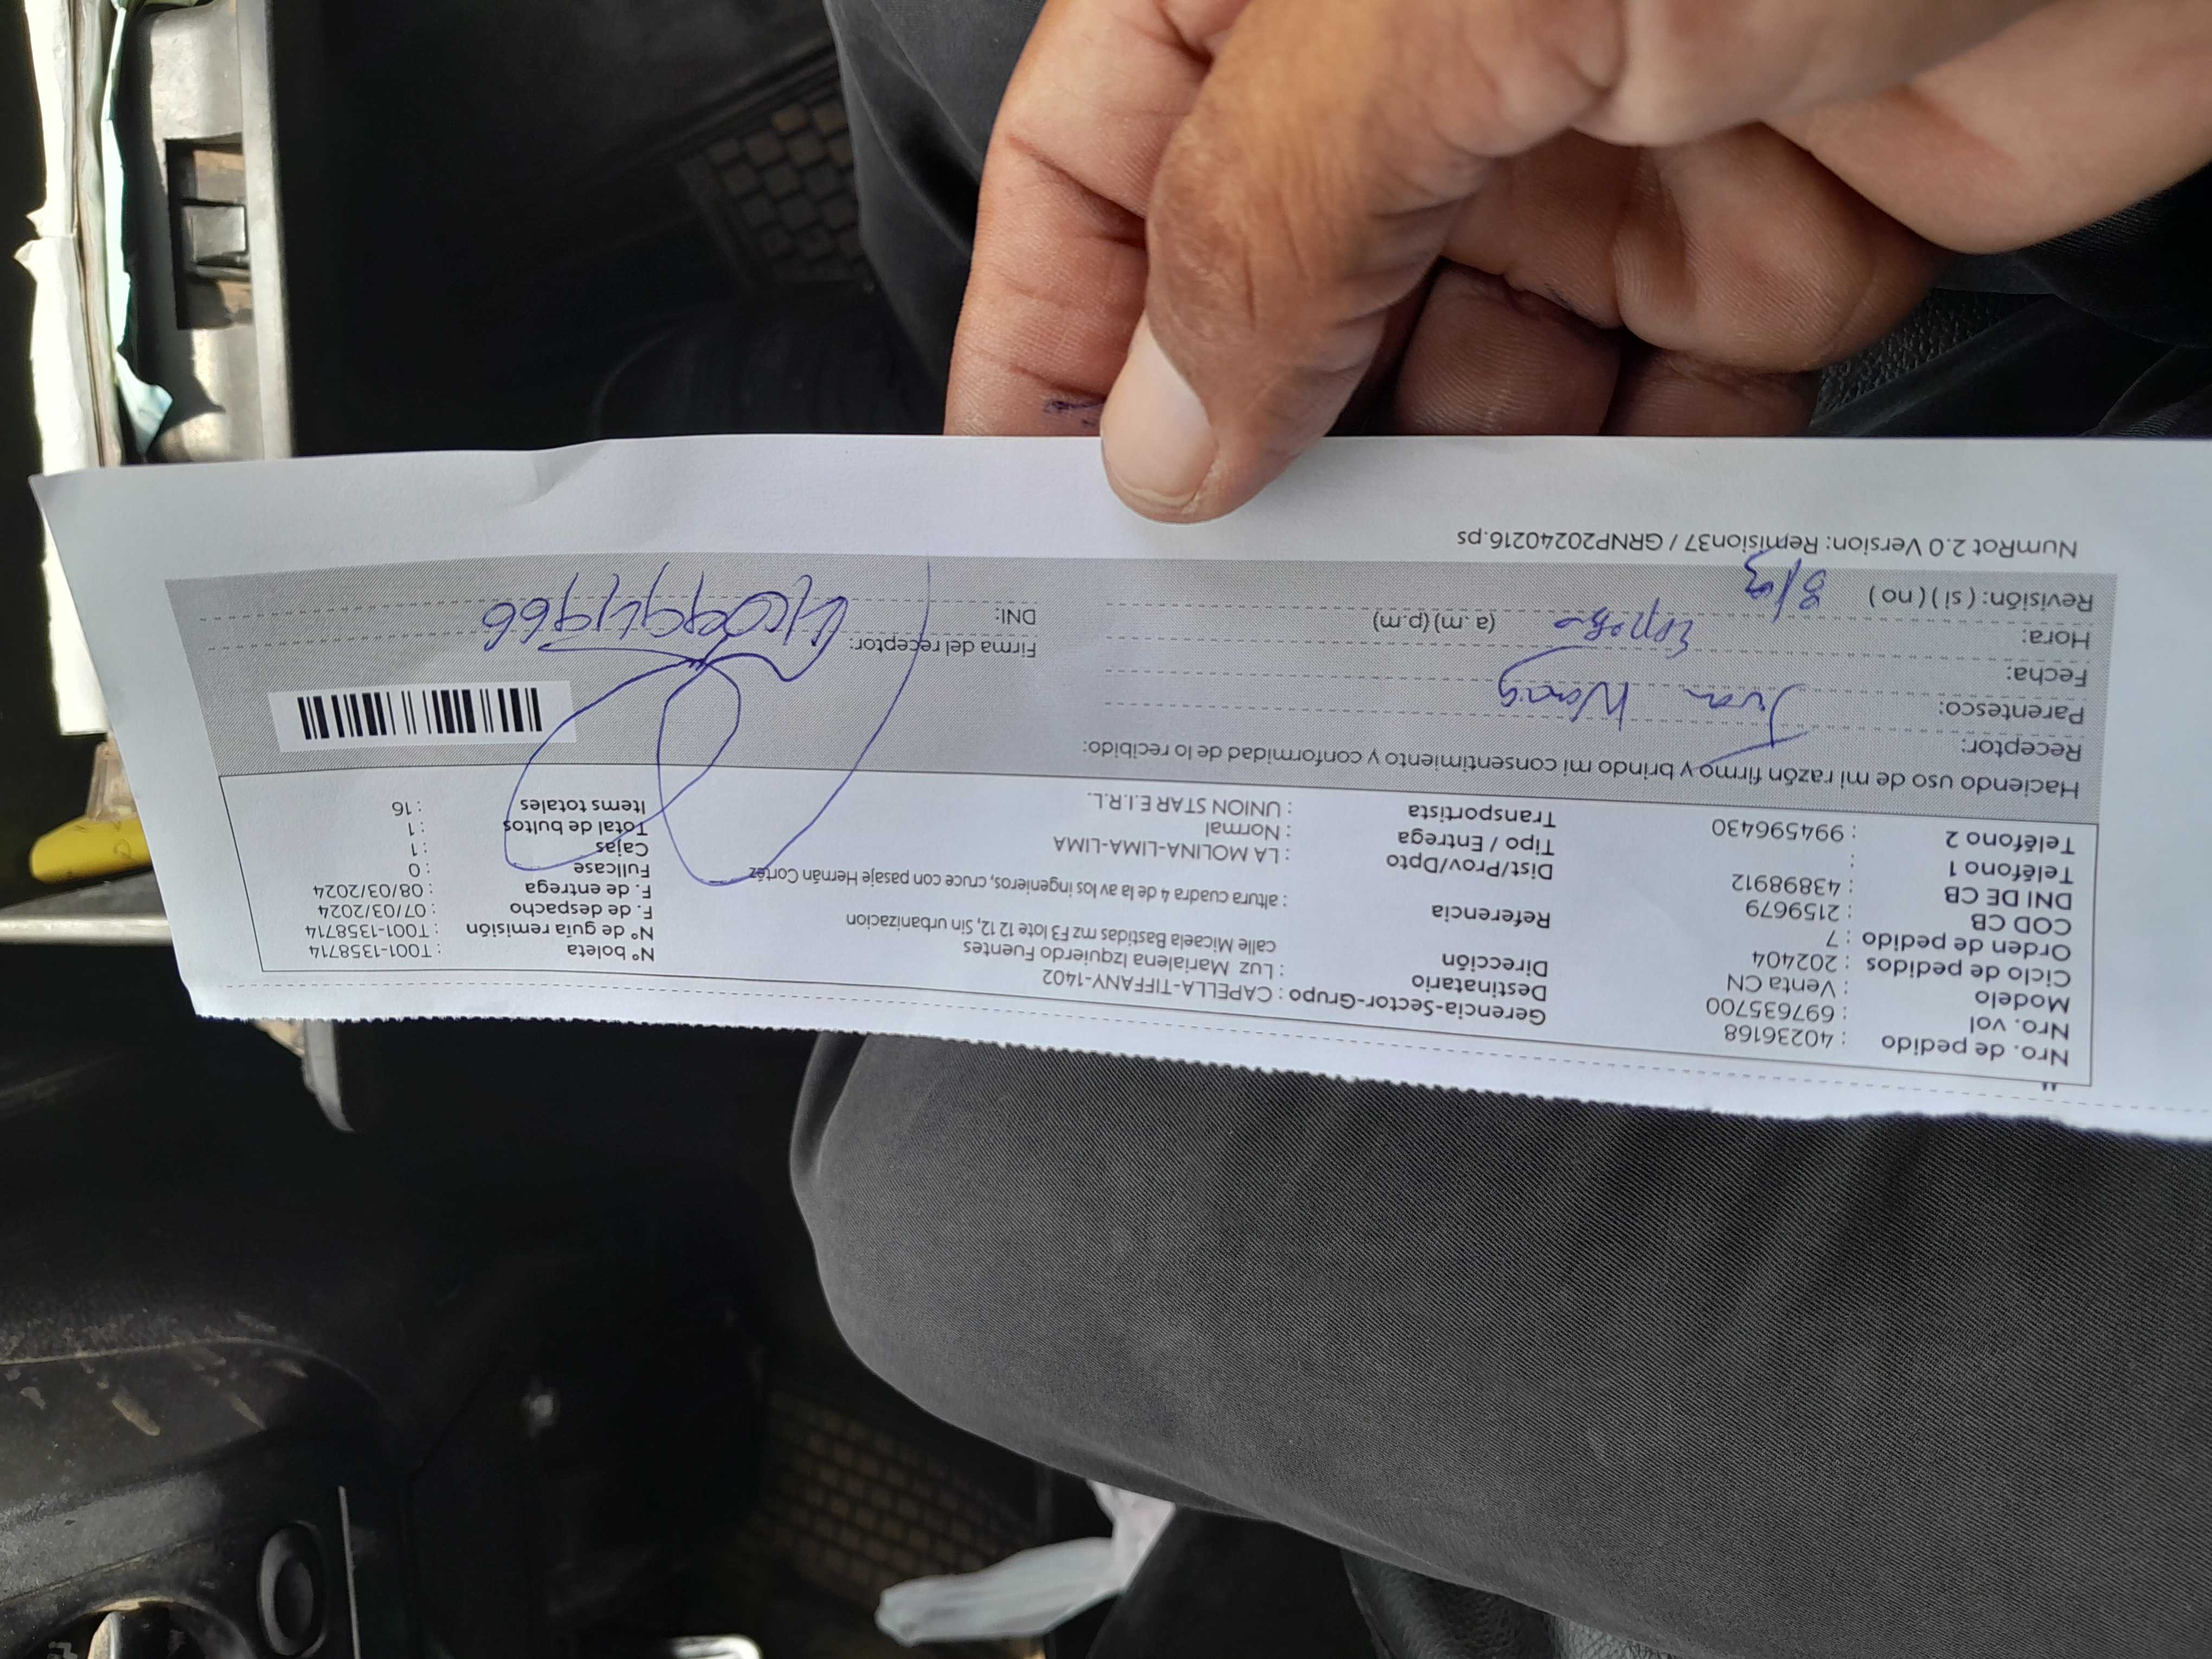 Nro. de pedido : 40236168 Gerencia-Sector-Grupo : CAPELLA-TIFFANY-1402 N° boleta : T001-1358714
Nro. vol : 697635700 Destinatario : Luz Marialena Izquierdo Fuentes N° de guía remisión : T001-1358714
Modelo : Venta CN Dirección calle Micaela Bastidas mz F3 lote 12 12, Sin urbanizacion F. de despacho : 07/03/2024
Ciclo de pedidos : 202404 Referencia : altura cuadra 4 de la av los ingenieros, cruce con pasaje Hernán Cortéz F. de entrega : 08/03/2024
Orden de pedido : 7 Dist/Prov/Dpto : LA MOLINA-LIMA-LIMA Fullcase : 0
COD CB : 2159679 Tipo / Entrega : Normal Cajas : 1
DNI DE CB : 43898912 Transportista : UNION STAR E.I.R.L. Total de bultos : 1
Teléfono 1 : Items totales : 16
Teléfono 2 : 994596430
Haciendo uso de mi razón firmo y brindo mi consentimiento y conformidad de lo recibido:
Receptor: Ivan Wong
Parentesco: Esposo
Fecha: 8/3
Hora: (a.m) (p.m) Firma del receptor:
Revisión: (si) (no) DNI:
NumRot 2.0 Version: Remision37 / GRNP20240216.ps